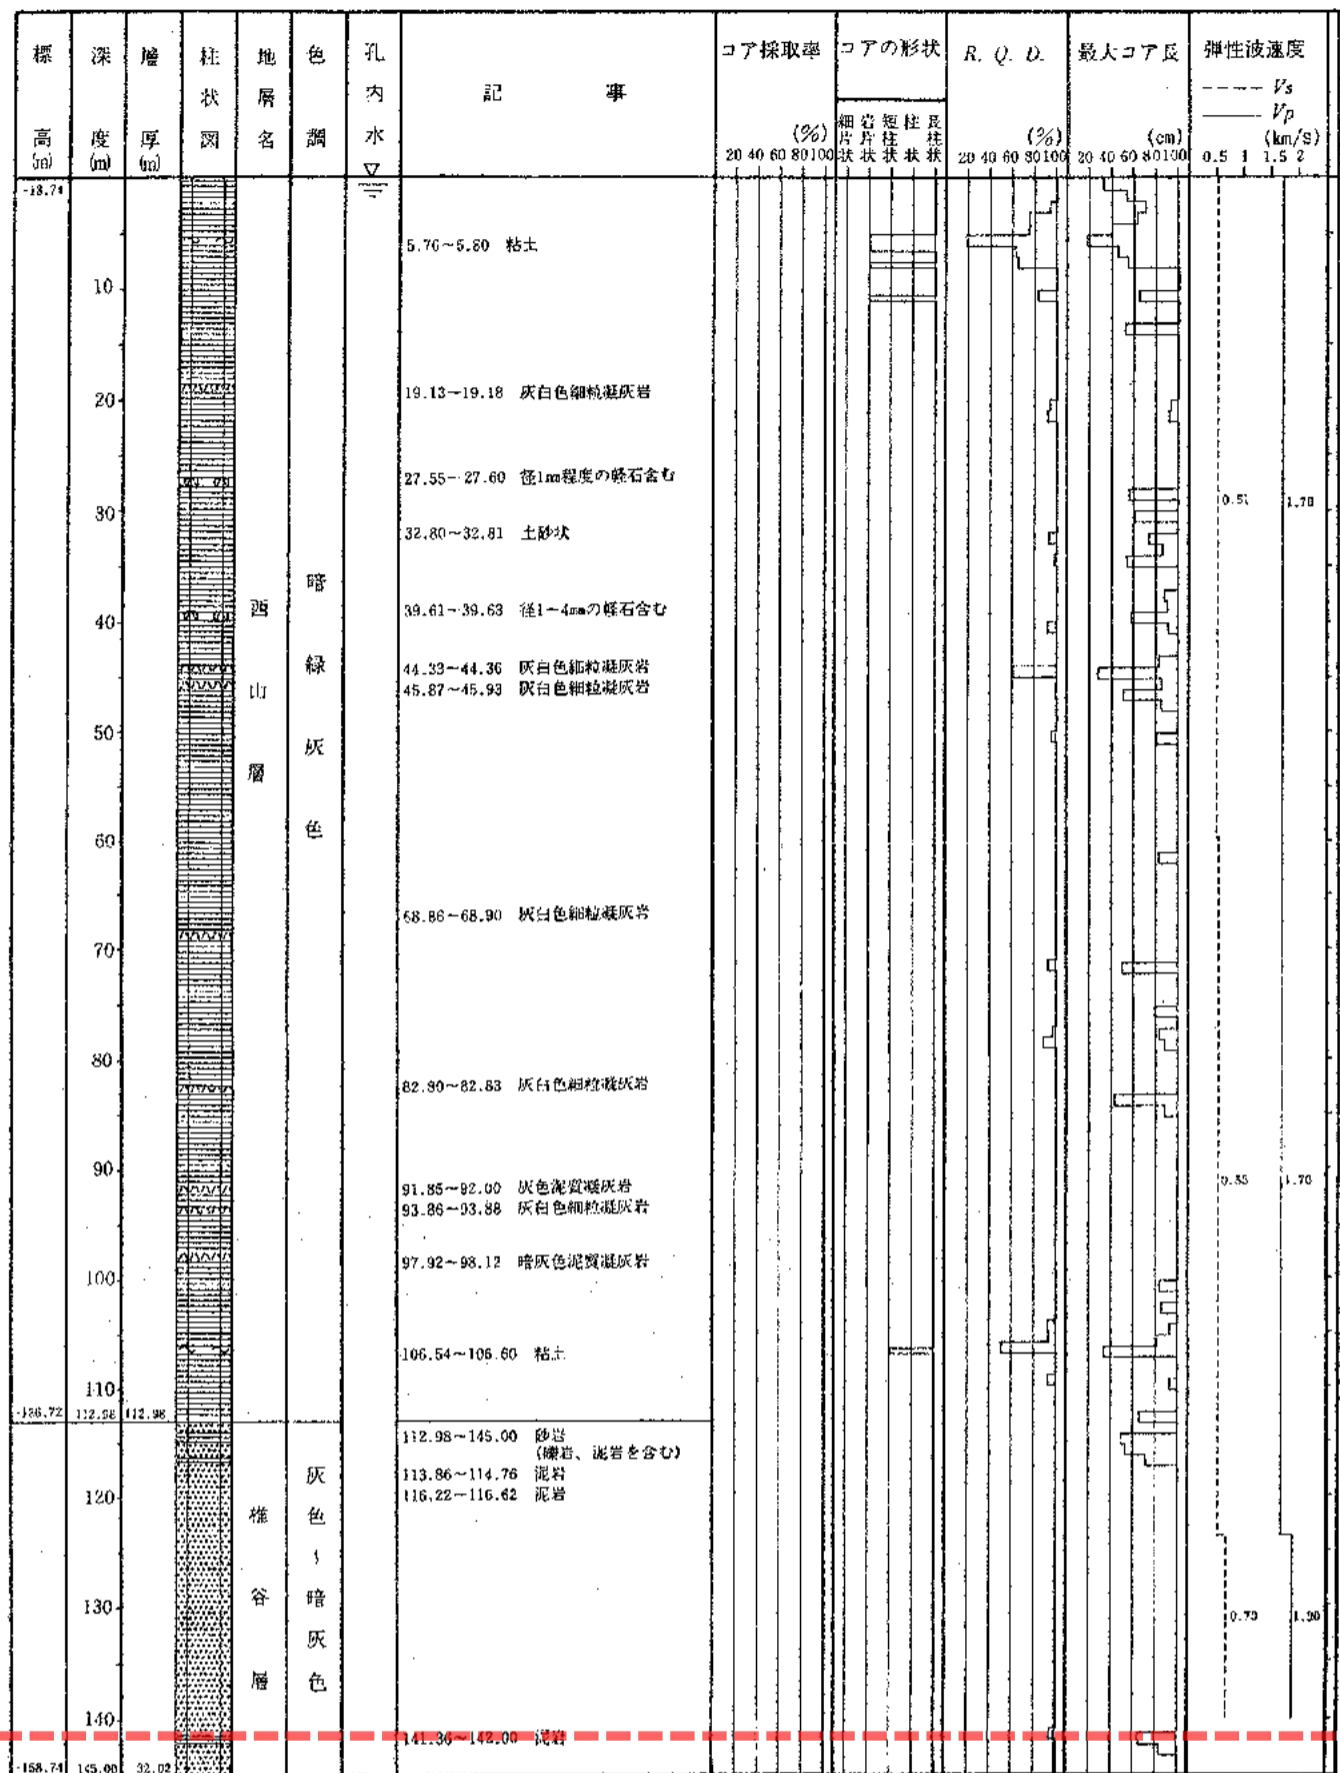 標高(m)
深度(m)
層厚(m)
柱状図
地層名
色調
孔内水
記事
コア採取率
(%)
20 40 60 80 100
コアの形状
細片状
岩片状
短柱状
柱状
長柱状
R. Q. D.
(%)
20 40 60 80 100
最大コア長
(cm)
20 40 60 80 100
弾性波速度
Vs
Vp
(km/s)
0.5 1 1.5 2
5.70~5.80 粘土
10
19.13~19.18 灰白色細粒凝灰岩
20
27.55~27.60 径1mm程度の軽石含む
30
0.51
1.70
32.80~32.81 土砂状
39.61~39.63 径1~4mmの軽石含む
40
44.33~44.36 灰白色細粒凝灰岩
45.87~45.93 灰白色細粒凝灰岩
50
西山層
暗緑灰色
60
68.86~68.90 灰白色細粒凝灰岩
70
80
82.80~82.83 灰白色細粒凝灰岩
90
1.70
91.85~92.00 灰色泥質凝灰岩
93.86~93.88 灰白色細粒凝灰岩
97.92~98.12 暗灰色泥質凝灰岩
100
106.54~106.60 粘土
110
112.98 112.98
112.98~145.00 砂岩
(礫岩、泥岩を含む)
113.86~114.76 泥岩
116.22~116.62 泥岩
120
椎谷層
灰色~暗灰色
130
1.90
140
141.36~142.00 泥岩
-158.74 145.00 32.02